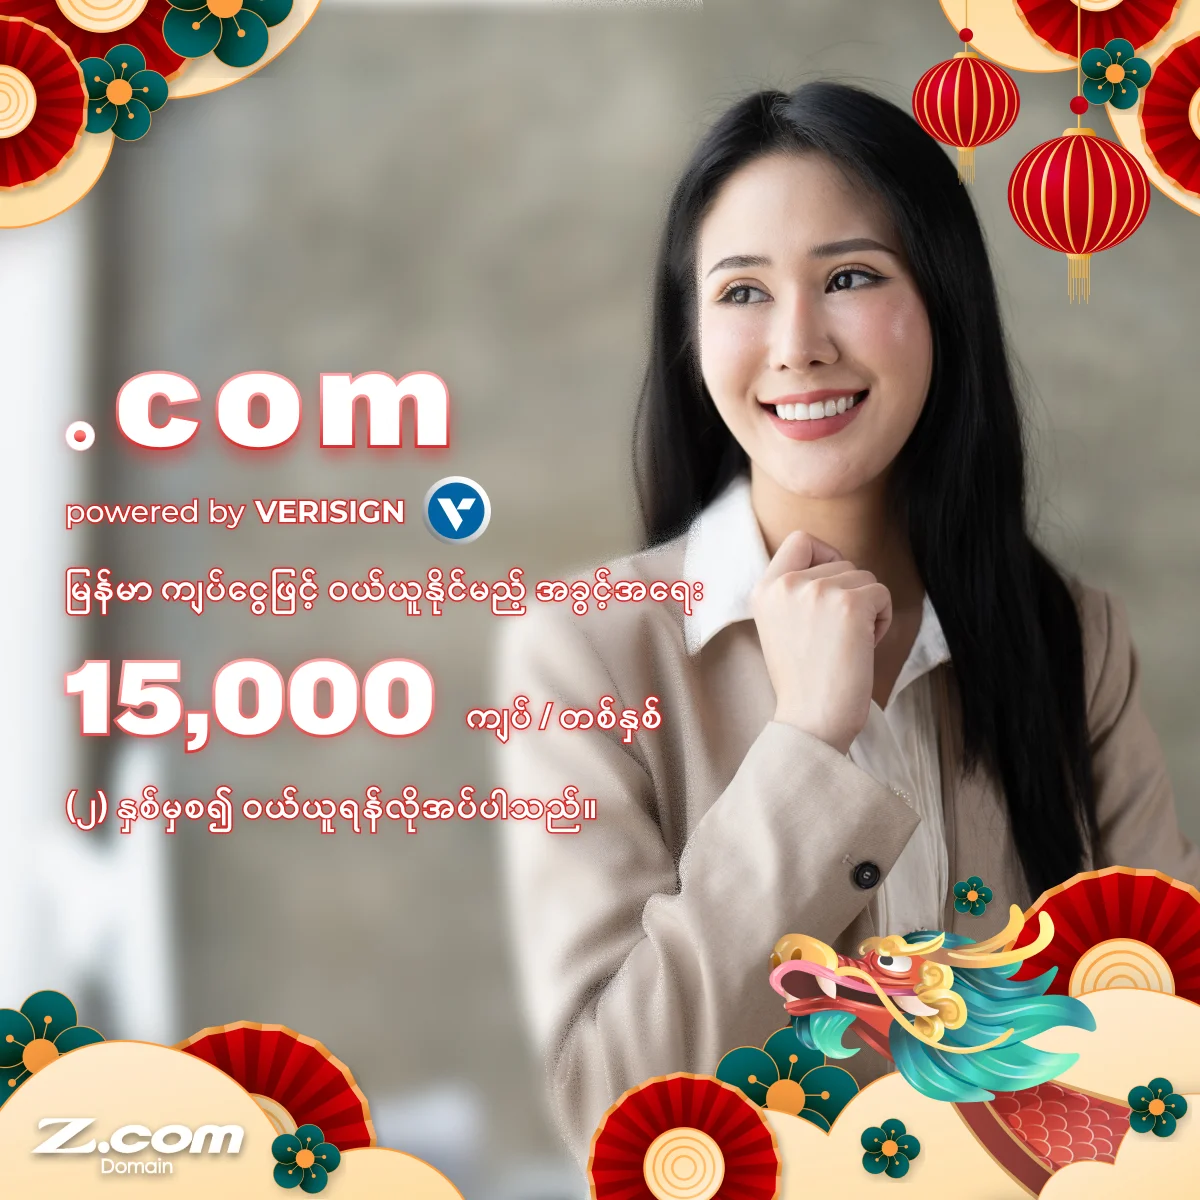 .com
powered by VERISIGN
မြန်မာ ကျပ်ငွေဖြင့် ဝယ်ယူနိုင်မည့် အခွင့်အရေး
15,000 ကျပ် / တစ်နှစ်
(၂) နှစ်မှစ၍ ဝယ်ယူရန်လိုအပ်ပါသည်။
Z.com
Domain